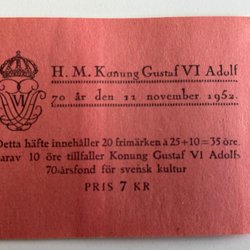 H. M. Konung Gustaf VI Adolf
70 år den 11 november 1952.
Detta häfte innehåller 20 frimärken à 25+10=35 öre.
arav 10 öre tillfaller Konung Gustaf VI Adolfs
70-årsfond för svensk kultur
PRIS 7 KR